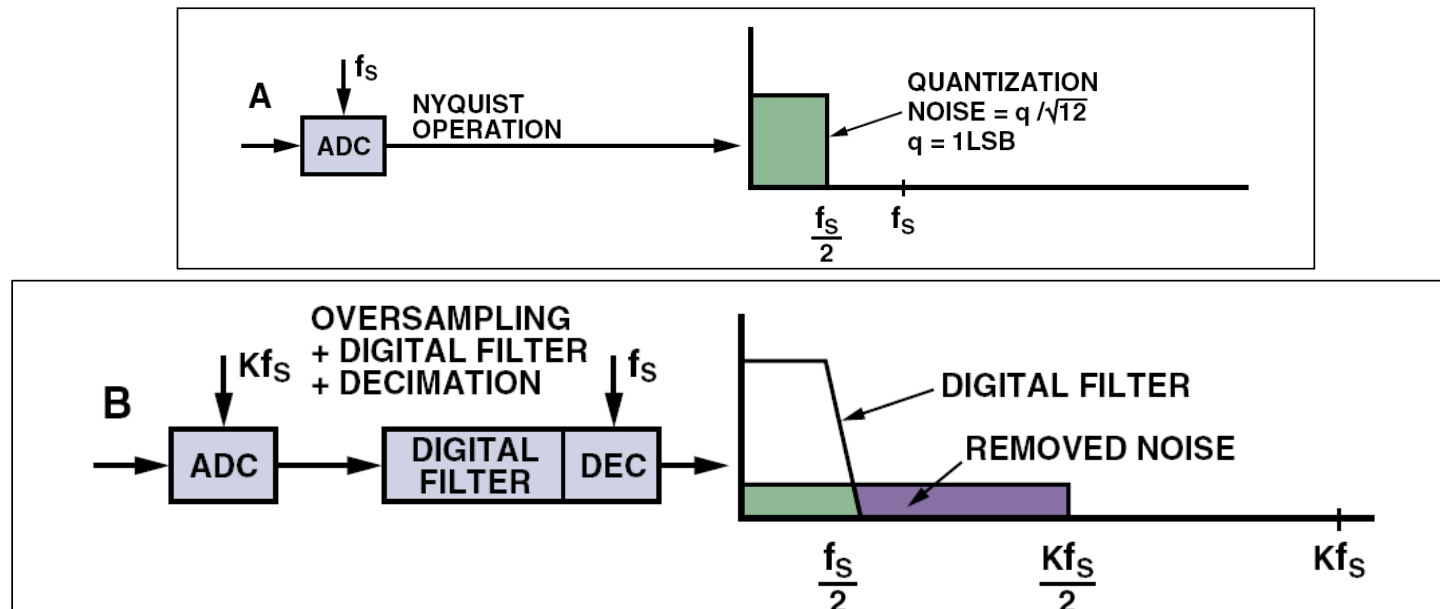 A
fS
ADC
NYQUIST
OPERATION
QUANTIZATION
NOISE = q /√12
q = 1LSB
fS
2
fS
B
KfS
OVERSAMPLING
+ DIGITAL FILTER
+ DECIMATION
fS
ADC
DIGITAL
FILTER
DEC
DIGITAL FILTER
REMOVED NOISE
fS
2
KfS
2
KfS